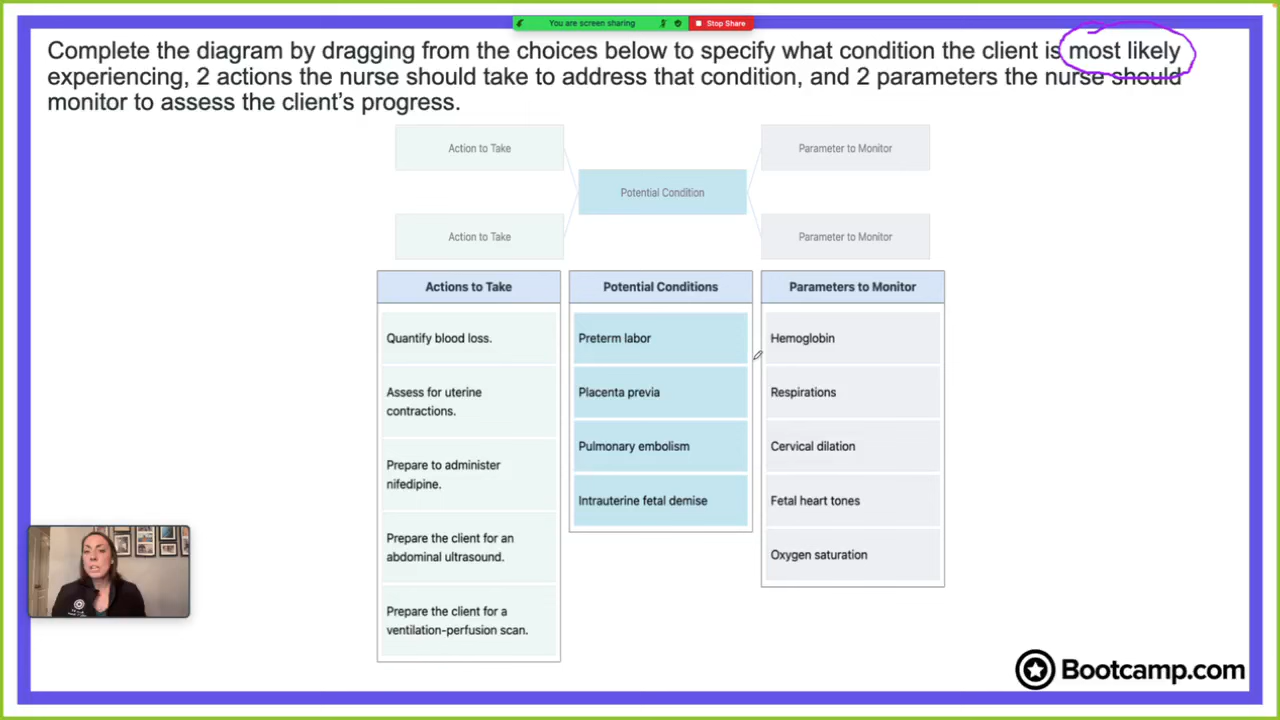 You are screen sharing
Stop Share
Complete the diagram by dragging from the choices below to specify what condition the client is most likely
experiencing, 2 actions the nurse should take to address that condition, and 2 parameters the nurse should
monitor to assess the client's progress.
Action to Take
Parameter to Monitor
Potential Condition
Action to Take
Parameter to Monitor
Actions to Take
Quantify blood loss.
Assess for uterine
contractions.
Prepare to administer
nifedipine.
Prepare the client for an
abdominal ultrasound.
Prepare the client for a
ventilation-perfusion scan.
Potential Conditions
Preterm labor
Placenta previa
Pulmonary embolism
Intrauterine fetal demise
Parameters to Monitor
Hemoglobin
Respirations
Cervical dilation
Fetal heart tones
Oxygen saturation
Bootcamp.com